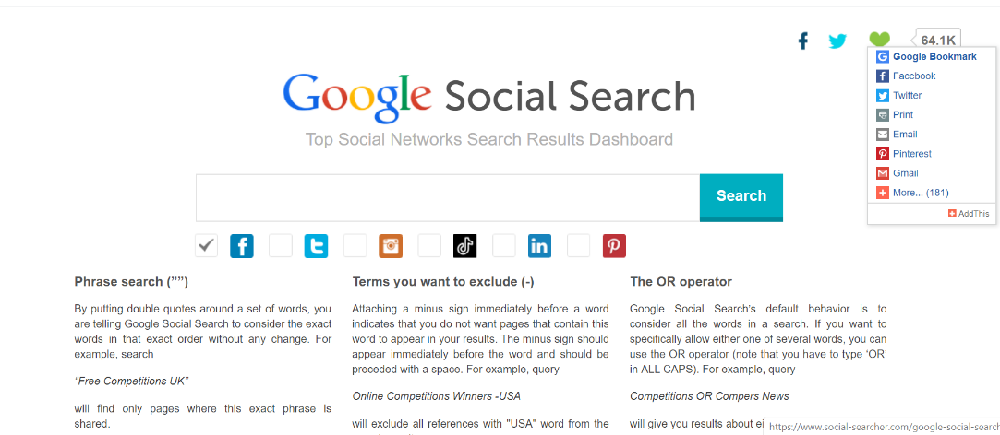 64.1K
Google Bookmark
Facebook
Twitter
Print
Email
Pinterest
Gmail
More... (181)
AddThis
Google Social Search
Top Social Networks Search Results Dashboard
Search
Phrase search (””)
By putting double quotes around a set of words, you
are telling Google Social Search to consider the exact
words in that exact order without any change. For
example, search
“Free Competitions UK”
will find only pages where this exact phrase is
shared.
Terms you want to exclude (-)
Attaching a minus sign immediately before a word
indicates that you do not want pages that contain this
word to appear in your results. The minus sign should
appear immediately before the word and should be
preceded with a space. For example, query
Online Competitions Winners -USA
will exclude all references with "USA" word from the
The OR operator
Google Social Search's default behavior is to
consider all the words in a search. If you want to
specifically allow either one of several words, you can
use the OR operator (note that you have to type ‘OR’
in ALL CAPS). For example, query
Competitions OR Compers News
will give you results about
https://www.social-searcher.com/google-social-search